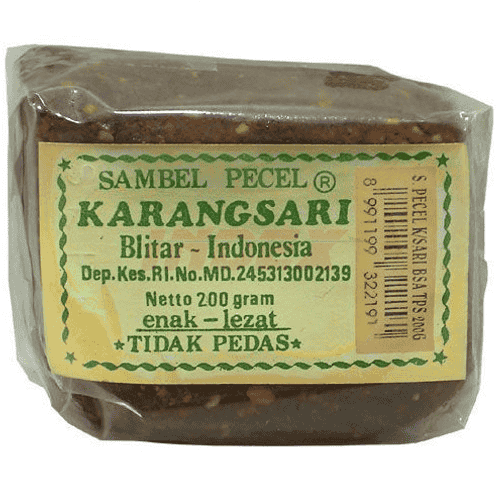 SAMBEL PECEL ®
KARANGSARI
Blitar ~ Indonesia
Dep.Kes.RI.No.MD.245313002139
Netto 200 gram
enak - lezat
★TIDAK PEDAS★
S.PECEL K/SARI BSA TPS 200G
8 991199 322191